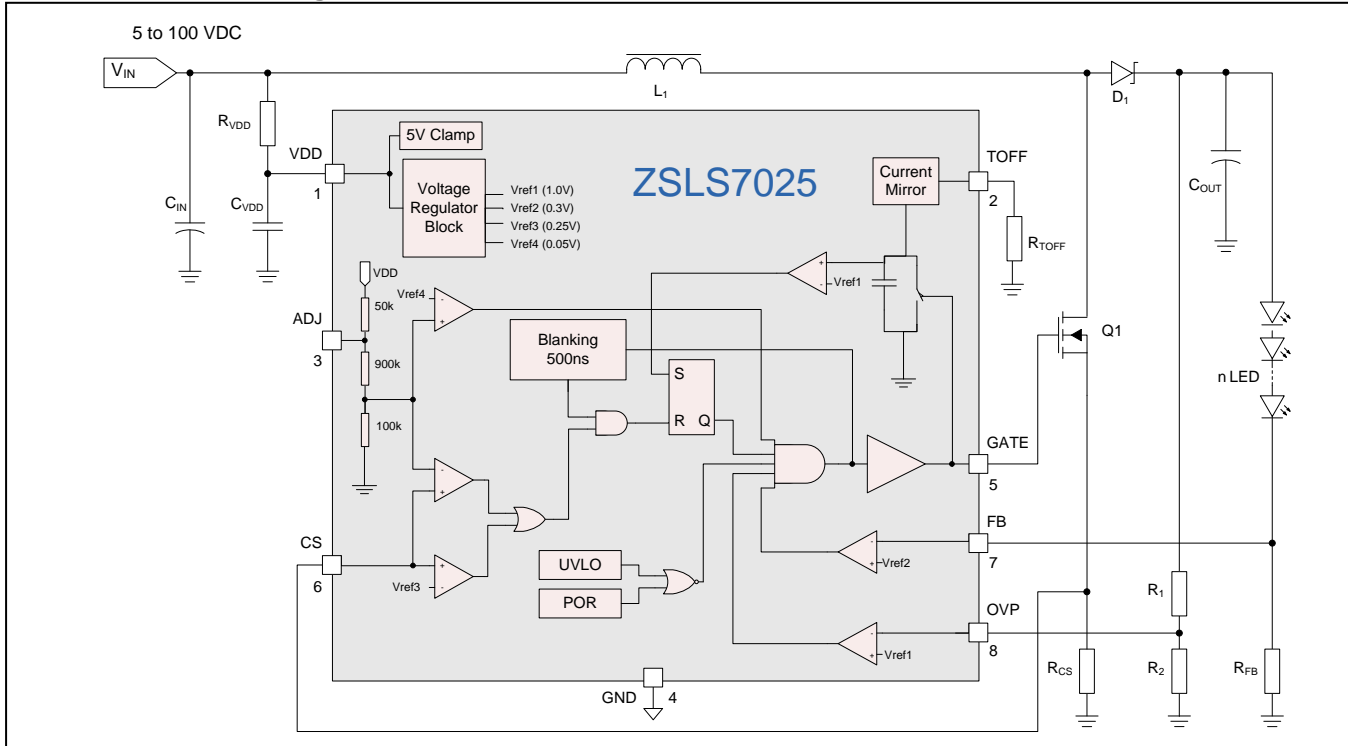 5 to 100 VDC
VIN
L1
D1
RVDD
5V Clamp
VDD
1
ZSLS7025
TOFF
2
Current
Mirror
COUT
Voltage
Regulator
Block
Vref1 (1.0V)
Vref2 (0.3V)
Vref3 (0.25V)
Vref4 (0.05V)
CIN
CVDD
RTOFF
VDD
50k
Vref4
Vref1
ADJ
3
900k
100k
Blanking
500ns
S
R Q
Q1
n LED
GATE
5
CS
6
Vref3
UVLO
POR
FB
7
Vref2
OVP
8
Vref1
R1
R2
RCS
RFB
GND 4